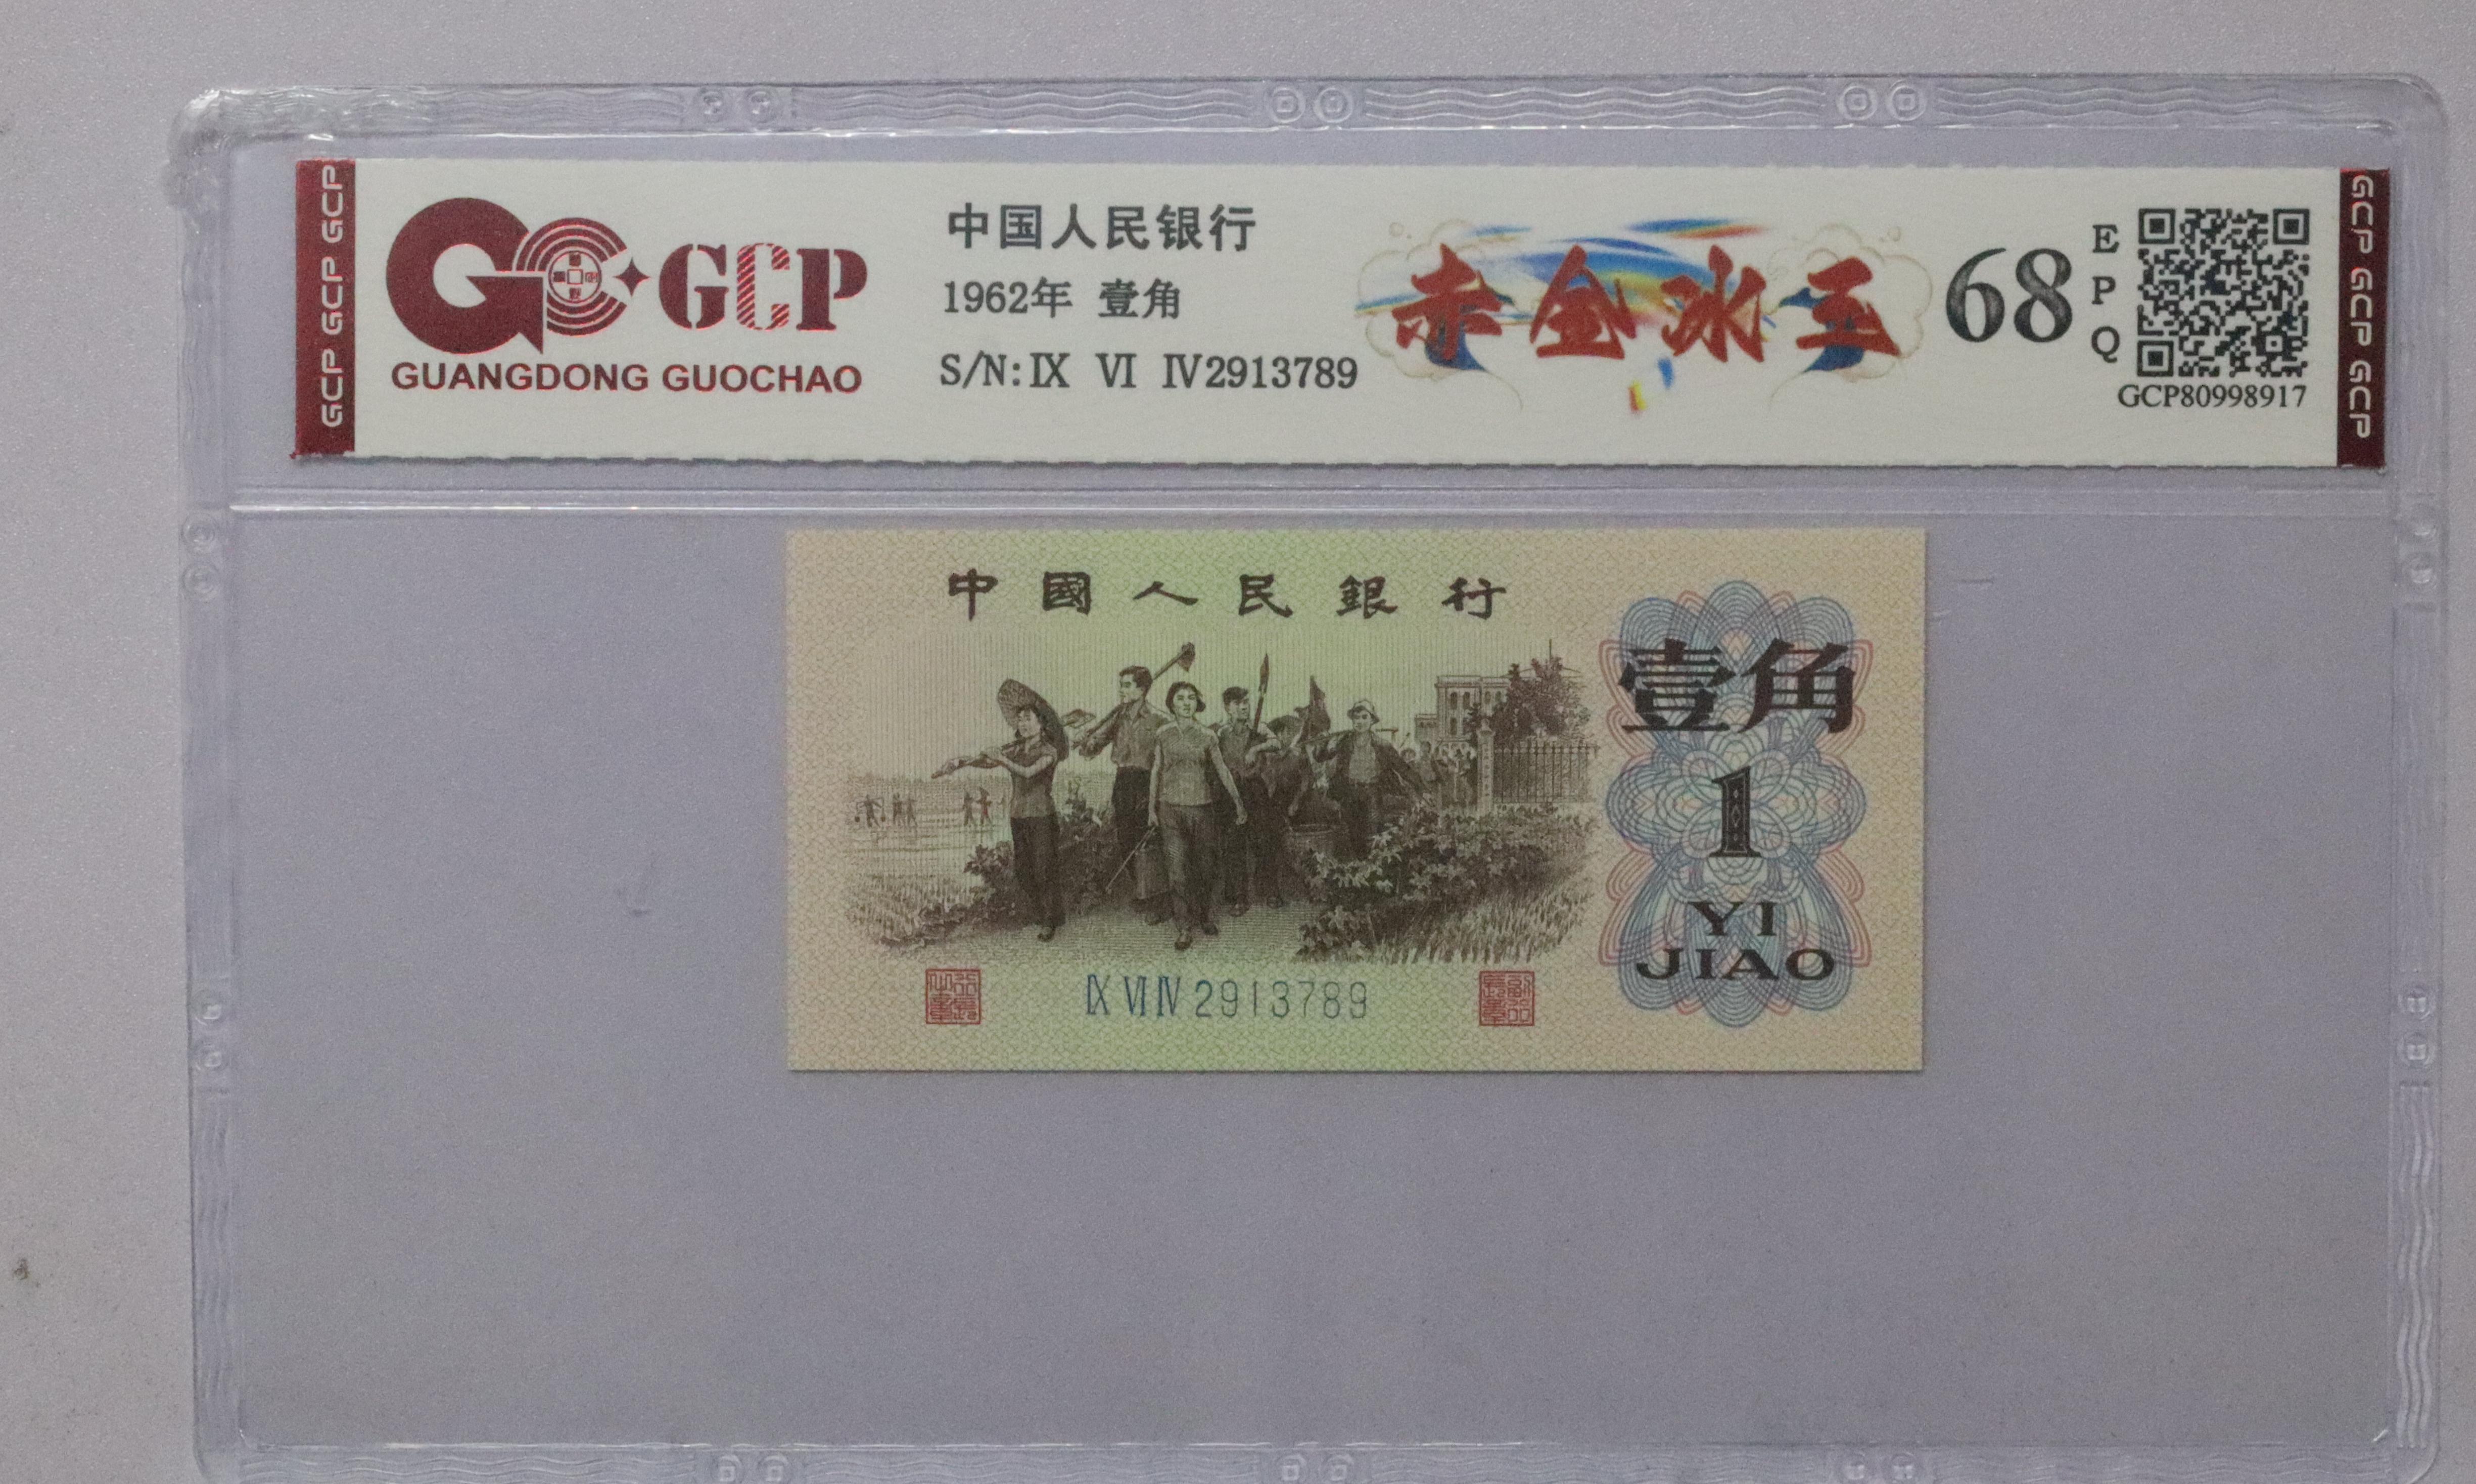 GCP GCP GCP
GCP
GUANGDONG GUOCHAO
中国人民银行
1962年 壹角
S/N:Ⅸ Ⅵ Ⅳ2913789
赤金冰王
68
EPQ
GCP80998917
GCP GCP GCP
中國人民銀行
壹角
1
YI
JIAO
Ⅸ Ⅵ Ⅳ 2913789